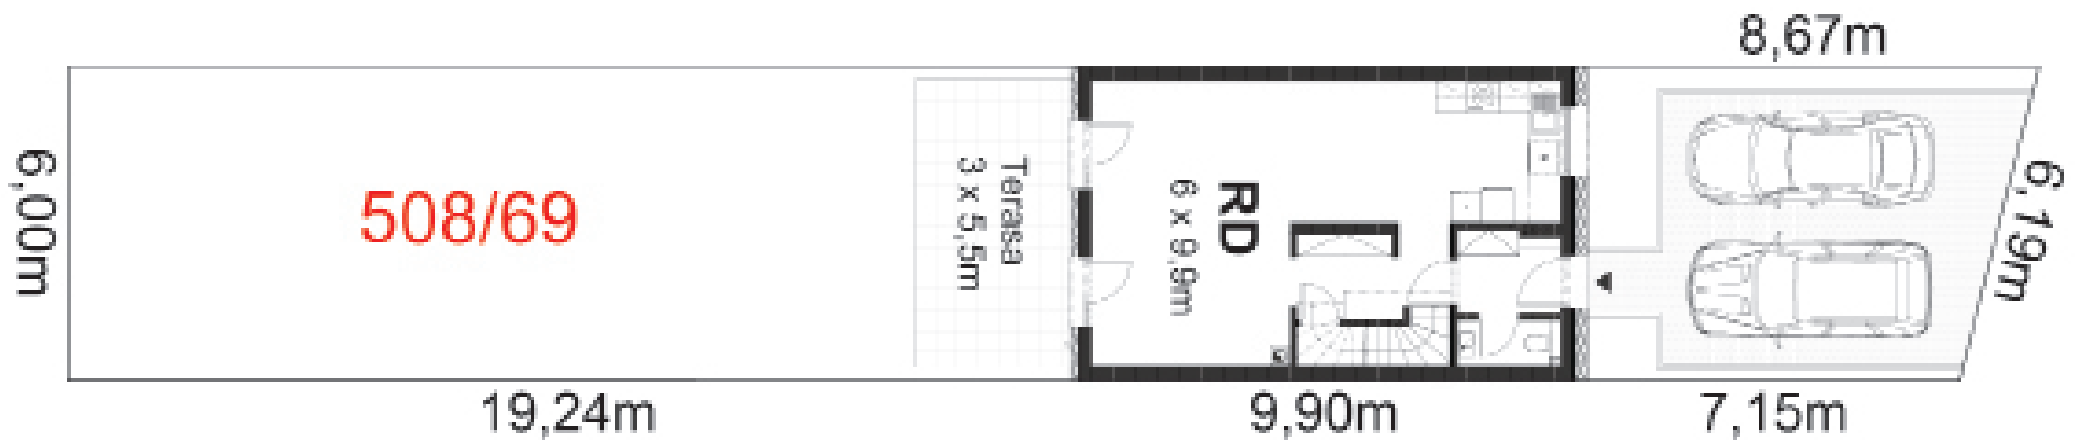 8,67m
6,00m
508/69
Terasa
3 x 5,5m
RD
6 x 9,9m
6,19m
19,24m
9,90m
7,15m